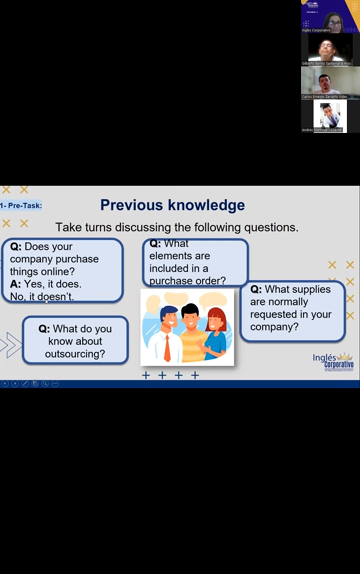 Inglés Corporativo
1- Pre-Task:
Previous knowledge
Take turns discussing the following questions.
Q: Does your
company purchase
things online?
A: Yes, it does.
No, it doesn't.
Q: What
elements are
included in a
purchase order?
Q: What supplies
are normally
requested in your
company?
Q: What do you
know about
outsourcing?
Inglés
Corporativo